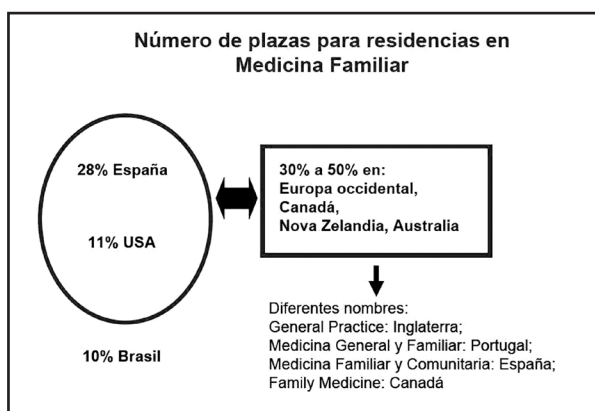 Número de plazas para residencias en
Medicina Familiar
28% España
11% USA
10% Brasil
30% a 50% en:
Europa occidental,
Canadá,
Nova Zelandia, Australia
Diferentes nombres:
General Practice: Inglaterra;
Medicina General y Familiar: Portugal;
Medicina Familiar y Comunitaria: España;
Family Medicine: Canadá